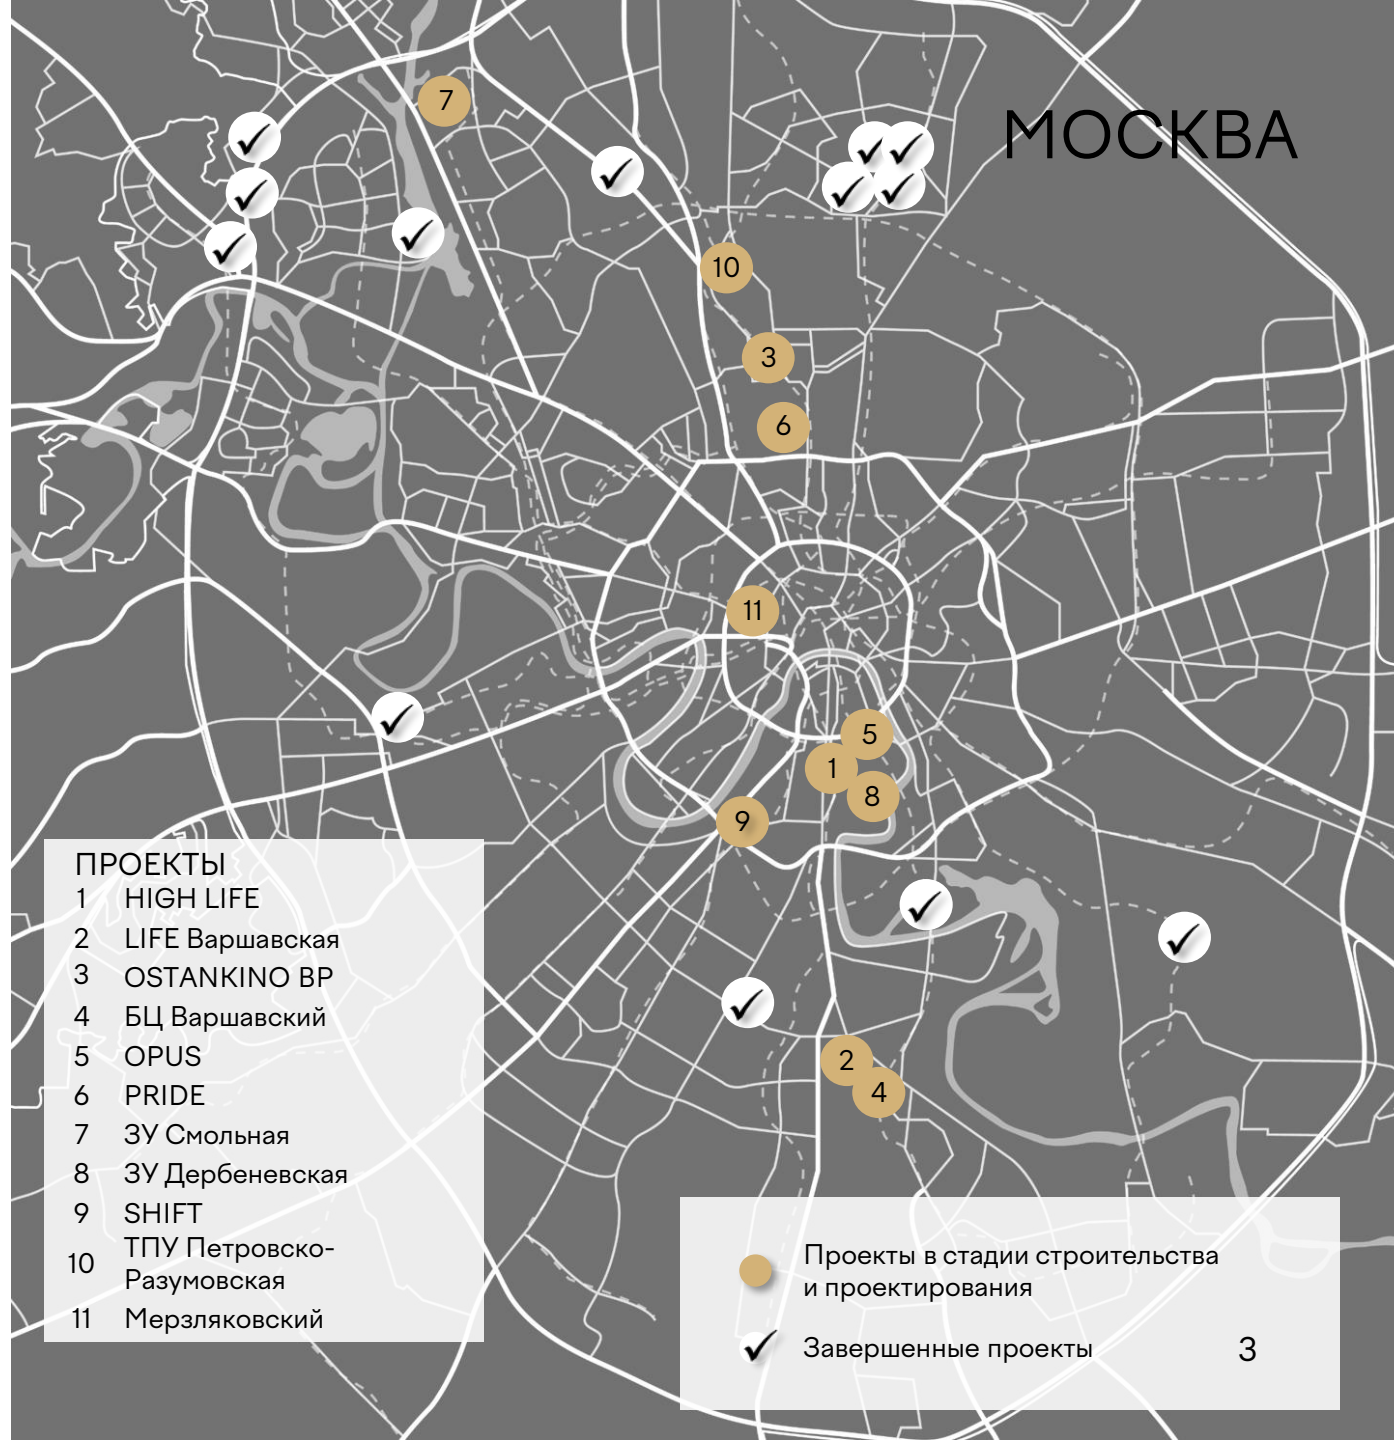 7
МОСКВА
10
3
6
11
5
1
8
9
2
4
ПРОЕКТЫ
1 HIGH LIFE
2 LIFE Варшавская
3 OSTANKINO BP
4 БЦ Варшавский
5 OPUS
6 PRIDE
7 ЗУ Смольная
8 ЗУ Дербеневская
9 SHIFT
10 ТПУ Петровско-
Разумовская
11 Мерзляковский
Проекты в стадии строительства
и проектирования
Завершенные проекты
3